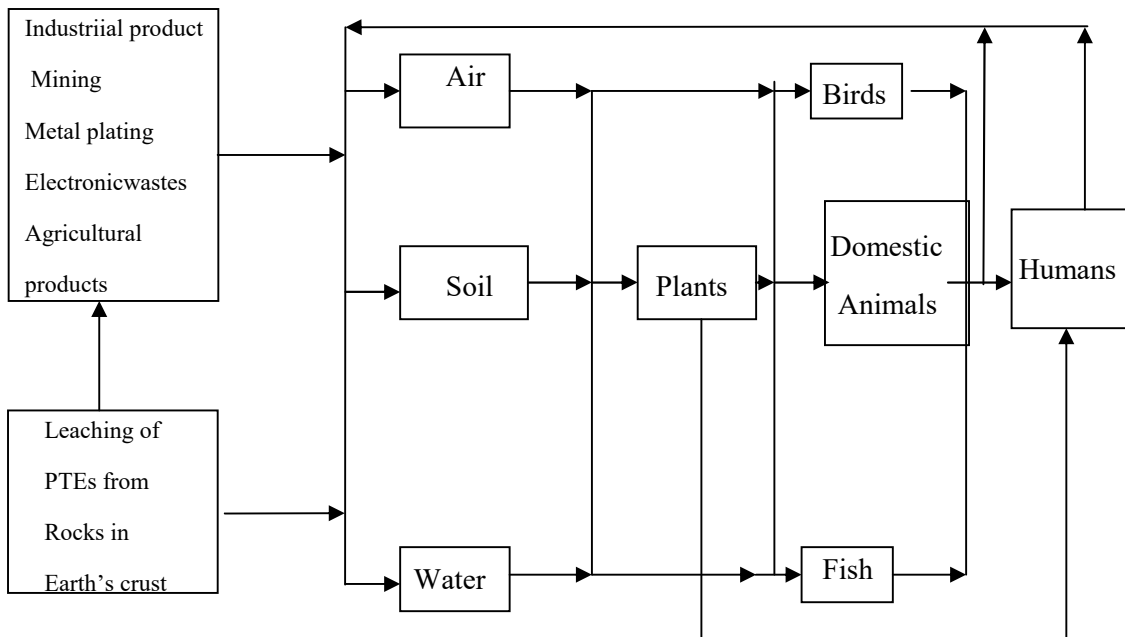 Industriial product
Mining
Metal plating
Electronicwastes
Agricultural
products
Leaching of
PTEs from
Rocks in
Earth’s crust
Air
Soil
Water
Plants
Birds
Domestic
Animals
Fish
Humans